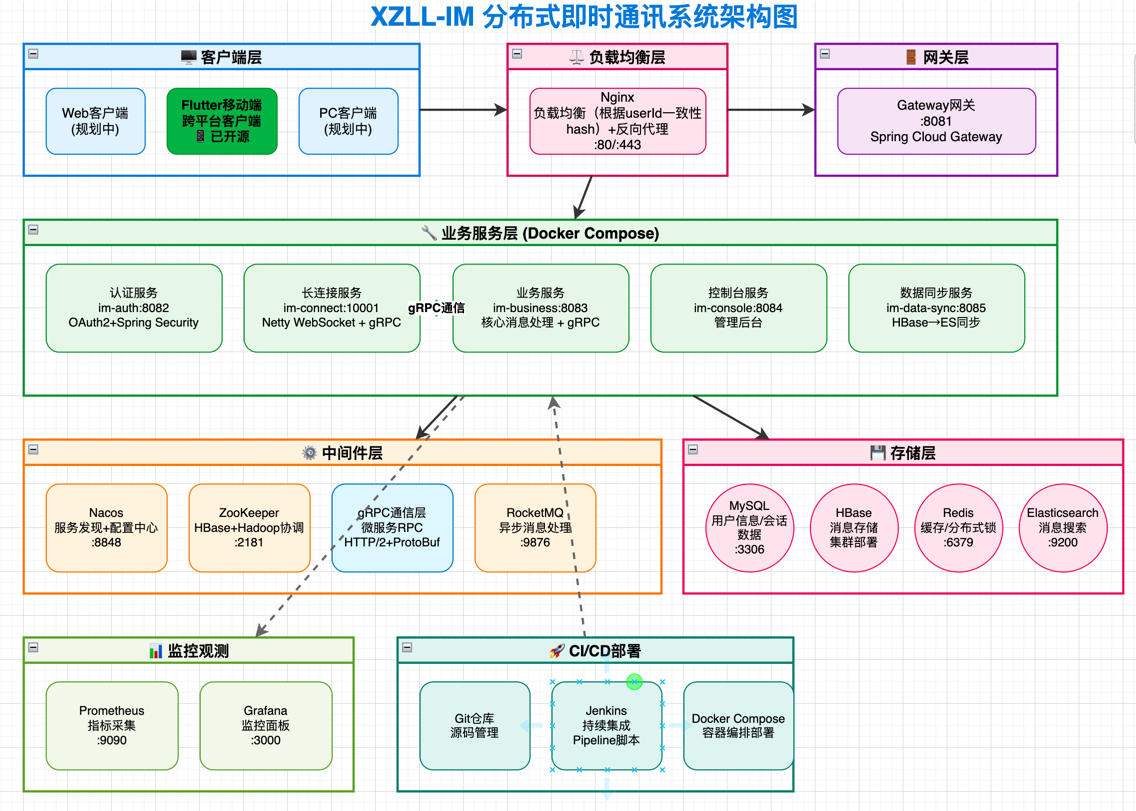 XZLL-IM 分布式即时通讯系统架构图
🖥️ 客户端层
Web客户端
(规划中)
Flutter移动端
跨平台客户端
📱 已开源
PC客户端
(规划中)
⚖️ 负载均衡层
Nginx
负载均衡（根据userId一致性
hash）+反向代理
:80/:443
🚪 网关层
Gateway网关
:8081
Spring Cloud Gateway
🔧 业务服务层 (Docker Compose)
认证服务
im-auth:8082
OAuth2+Spring Security
长连接服务
im-connect:10001
Netty WebSocket + gRPC
gRPC通信
业务服务
im-business:8083
核心消息处理 + gRPC
控制台服务
im-console:8084
管理后台
数据同步服务
im-data-sync:8085
HBase→ES同步
⚙️ 中间件层
Nacos
服务发现+配置中心
:8848
ZooKeeper
HBase+Hadoop协调
:2181
gRPC通信层
微服务RPC
HTTP/2+ProtoBuf
RocketMQ
异步消息处理
:9876
💾 存储层
MySQL
用户信息/会话
数据
:3306
HBase
消息存储
集群部署
Redis
缓存/分布式锁
:6379
Elasticsearch
消息搜索
:9200
📊 监控观测
Prometheus
指标采集
:9090
Grafana
监控面板
:3000
🚀 CI/CD部署
Git仓库
源码管理
Jenkins
持续集成
Pipeline脚本
Docker Compose
容器编排部署